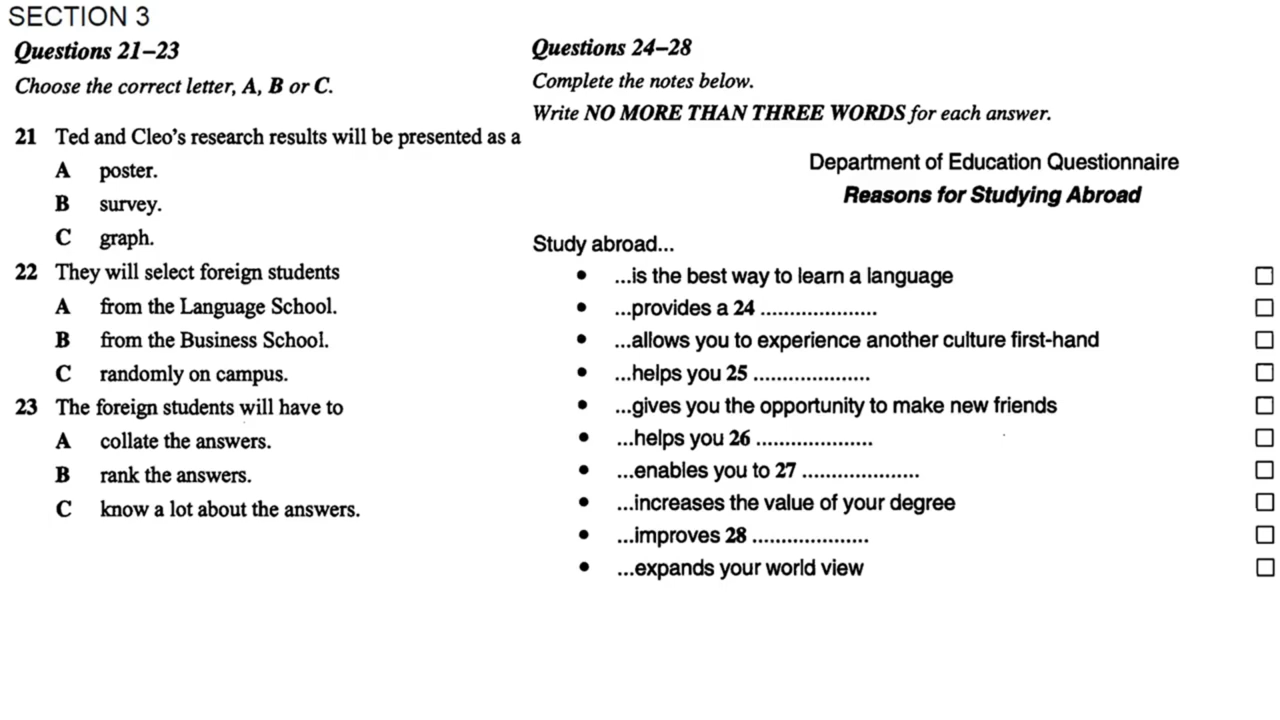 SECTION 3
Questions 21–23
Choose the correct letter, A, B or C.
21 Ted and Cleo's research results will be presented as a
A poster.
B survey.
C graph.
22 They will select foreign students
A from the Language School.
B from the Business School.
C randomly on campus.
23 The foreign students will have to
A collate the answers.
B rank the answers.
C know a lot about the answers.
Questions 24–28
Complete the notes below.
Write NO MORE THAN THREE WORDS for each answer.
Department of Education Questionnaire
Reasons for Studying Abroad
Study abroad...
• ...is the best way to learn a language
• ...provides a 24 ....................
• ...allows you to experience another culture first-hand
• ...helps you 25 ....................
• ...gives you the opportunity to make new friends
• ...helps you 26 ....................
• ...enables you to 27 ....................
• ...increases the value of your degree
• ...improves 28 ....................
• ...expands your world view